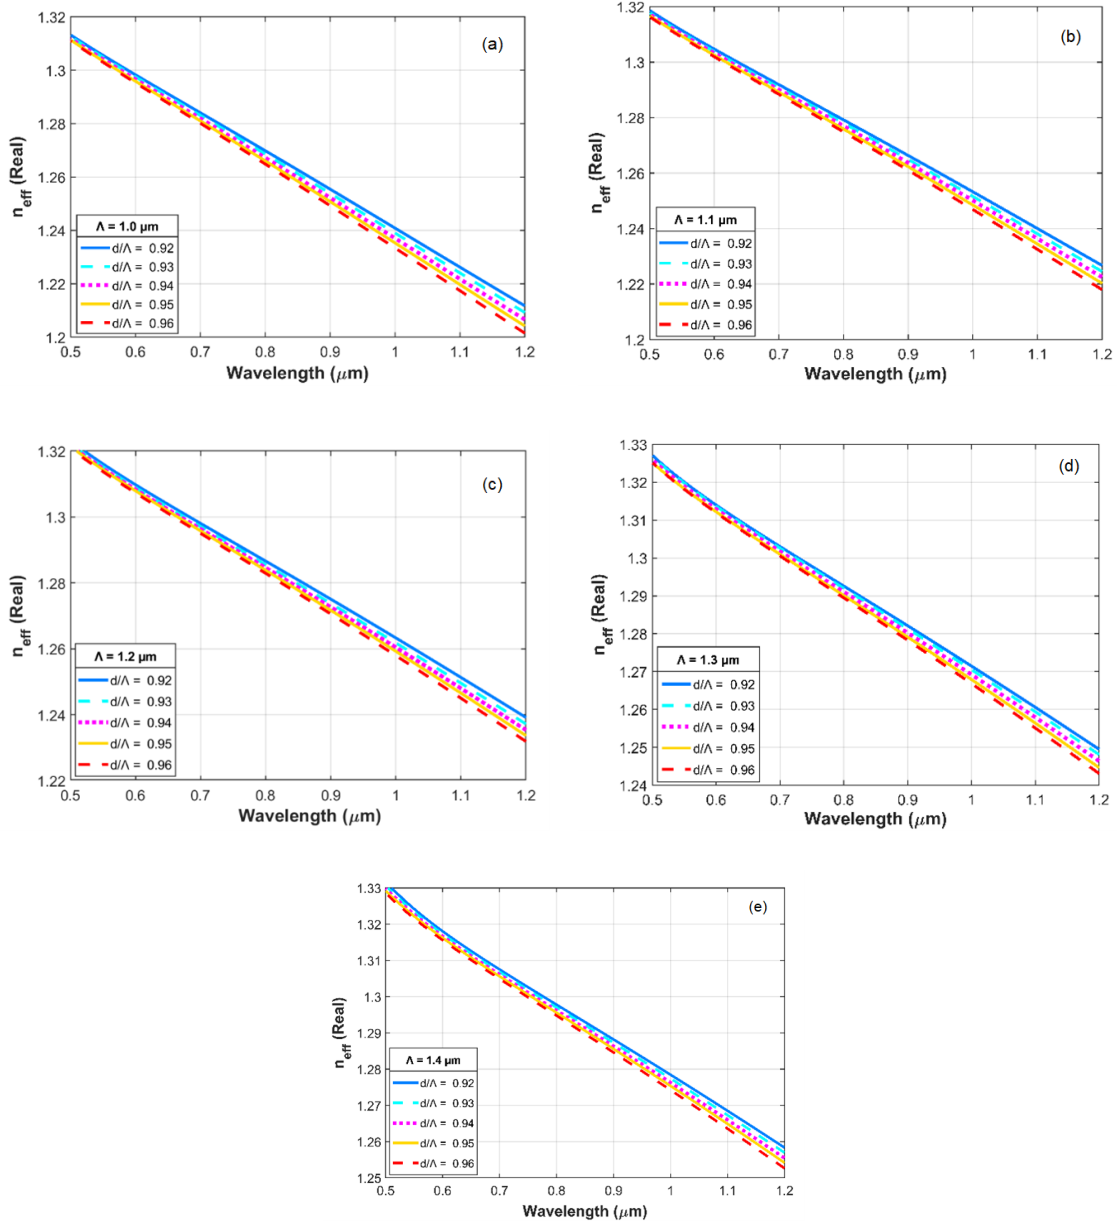 (a)
n_eff (Real)
1.32
1.3
1.28
1.26
1.24
1.22
1.2
Λ = 1.0 μm
d/Λ = 0.92
d/Λ = 0.93
d/Λ = 0.94
d/Λ = 0.95
d/Λ = 0.96
0.5 0.6 0.7 0.8 0.9 1 1.1 1.2
Wavelength (μm)
(b)
n_eff (Real)
1.32
1.3
1.28
1.26
1.24
1.22
1.2
Λ = 1.1 μm
d/Λ = 0.92
d/Λ = 0.93
d/Λ = 0.94
d/Λ = 0.95
d/Λ = 0.96
0.5 0.6 0.7 0.8 0.9 1 1.1 1.2
Wavelength (μm)
(c)
n_eff (Real)
1.32
1.3
1.28
1.26
1.24
1.22
Λ = 1.2 μm
d/Λ = 0.92
d/Λ = 0.93
d/Λ = 0.94
d/Λ = 0.95
d/Λ = 0.96
0.5 0.6 0.7 0.8 0.9 1 1.1 1.2
Wavelength (μm)
(d)
n_eff (Real)
1.33
1.32
1.31
1.3
1.29
1.28
1.27
1.26
1.25
1.24
Λ = 1.3 μm
d/Λ = 0.92
d/Λ = 0.93
d/Λ = 0.94
d/Λ = 0.95
d/Λ = 0.96
0.5 0.6 0.7 0.8 0.9 1 1.1 1.2
Wavelength (μm)
(e)
n_eff (Real)
1.33
1.32
1.31
1.3
1.29
1.28
1.27
1.26
1.25
Λ = 1.4 μm
d/Λ = 0.92
d/Λ = 0.93
d/Λ = 0.94
d/Λ = 0.95
d/Λ = 0.96
0.5 0.6 0.7 0.8 0.9 1 1.1 1.2
Wavelength (μm)